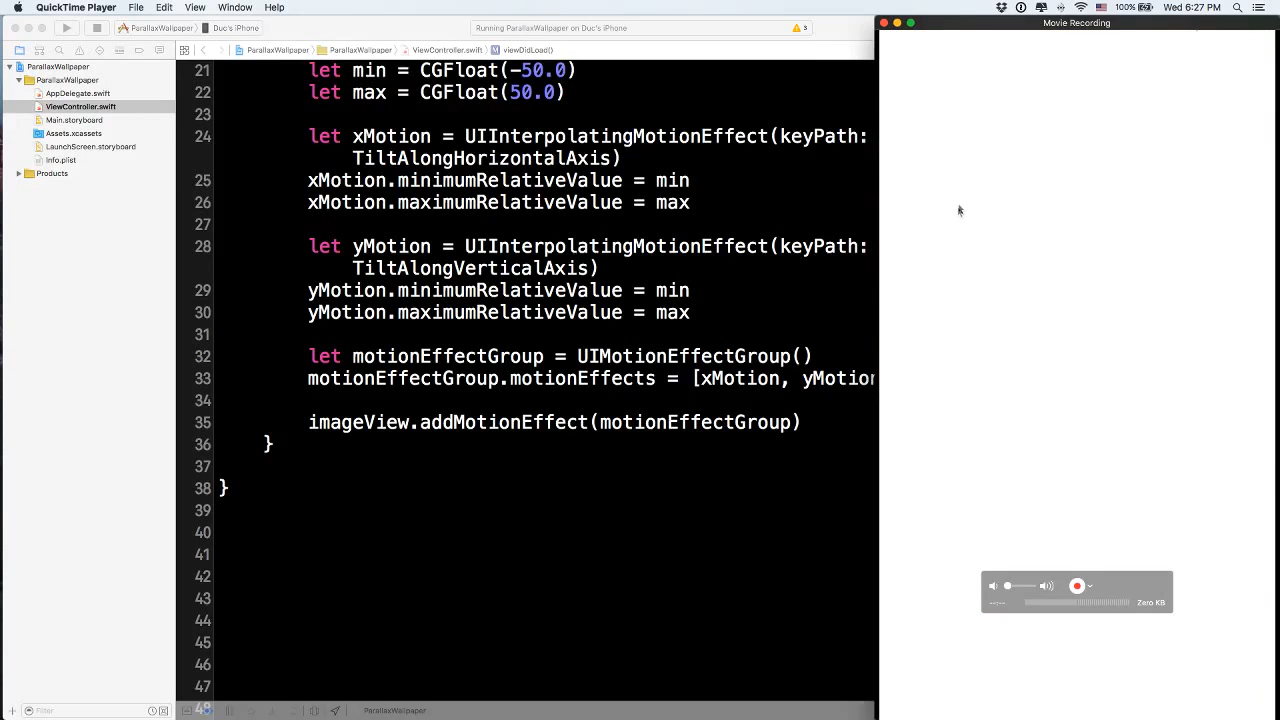 QuickTime Player File Edit View Window Help 100% Wed 6:27 PM
ParallaxWallpaper Duc's iPhone Running ParallaxWallpaper on Duc's iPhone 3
Movie Recording
ParallaxWallpaper ParallaxWallpaper ViewController.swift M viewDidLoad()
ParallaxWallpaper
ParallaxWallpaper
AppDelegate.swift
ViewController.swift
Main.storyboard
Assets.xcassets
LaunchScreen.storyboard
Info.plist
Products
21 let min = CGFloat(-50.0)
22 let max = CGFloat(50.0)
23
24 let xMotion = UIInterpolatingMotionEffect(keyPath:
TiltAlongHorizontalAxis)
25 xMotion.minimumRelativeValue = min
26 xMotion.maximumRelativeValue = max
27
28 let yMotion = UIInterpolatingMotionEffect(keyPath:
TiltAlongVerticalAxis)
29 yMotion.minimumRelativeValue = min
30 yMotion.maximumRelativeValue = max
31
32 let motionEffectGroup = UIMotionEffectGroup()
33 motionEffectGroup.motionEffects = [xMotion, yMotion
34
35 imageView.addMotionEffect(motionEffectGroup)
36 }
37
38 }
39
40
41
42
43
44
45
46
47
48
--:--
Zero KB
Filter
ParallaxWallpaper